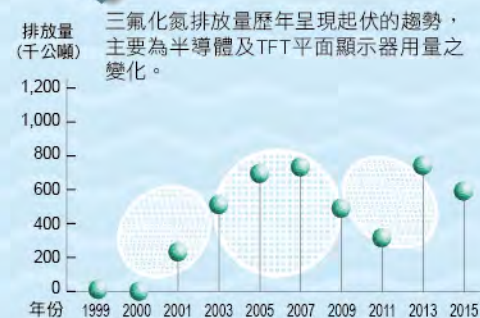 三氟化氮排放量歷年呈現起伏的趨勢，
主要為半導體及TFT平面顯示器用量之
變化。
排放量
(千公噸)
1,200
1,000
800
600
400
200
0
年份 1999 2000 2001 2003 2005 2007 2009 2011 2013 2015